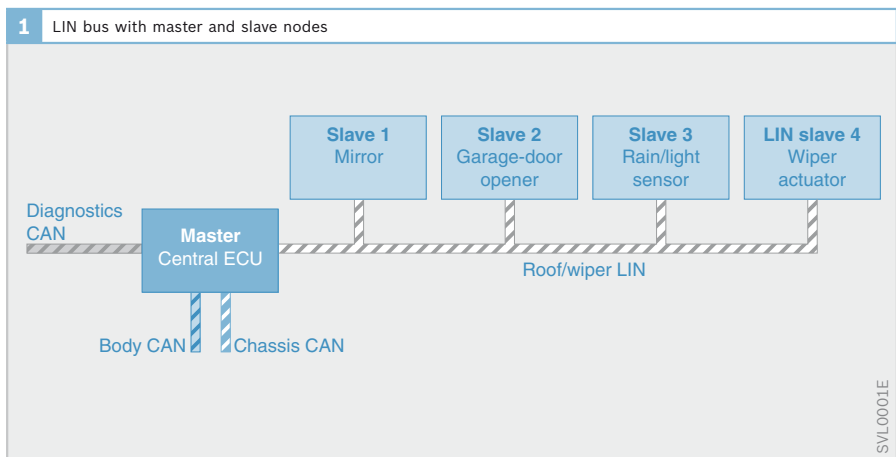 1 LIN bus with master and slave nodes
Slave 1
Mirror
Slave 2
Garage-door
opener
Slave 3
Rain/light
sensor
LIN slave 4
Wiper
actuator
Diagnostics
CAN
Master
Central ECU
Roof/wiper LIN
Body CAN
Chassis CAN
SVL0001E